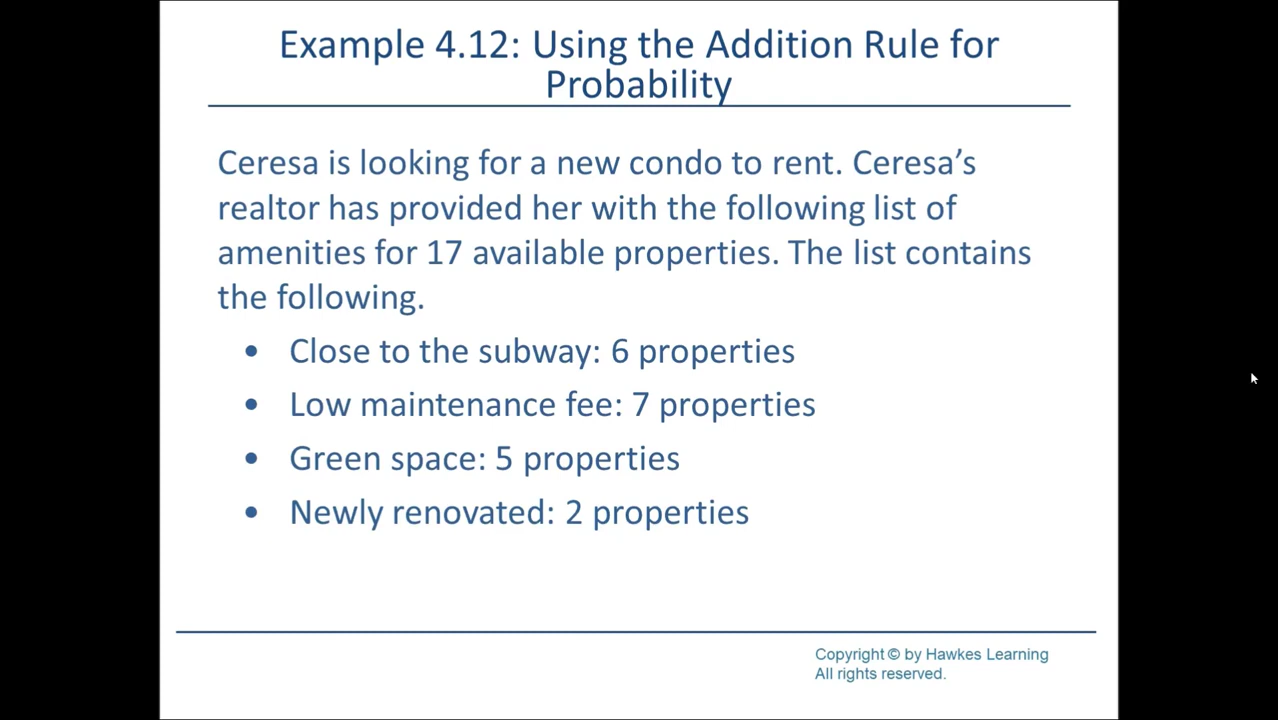 Example 4.12: Using the Addition Rule for
Probability
Ceresa is looking for a new condo to rent. Ceresa’s
realtor has provided her with the following list of
amenities for 17 available properties. The list contains
the following.
• Close to the subway: 6 properties
• Low maintenance fee: 7 properties
• Green space: 5 properties
• Newly renovated: 2 properties
Copyright © by Hawkes Learning
All rights reserved.